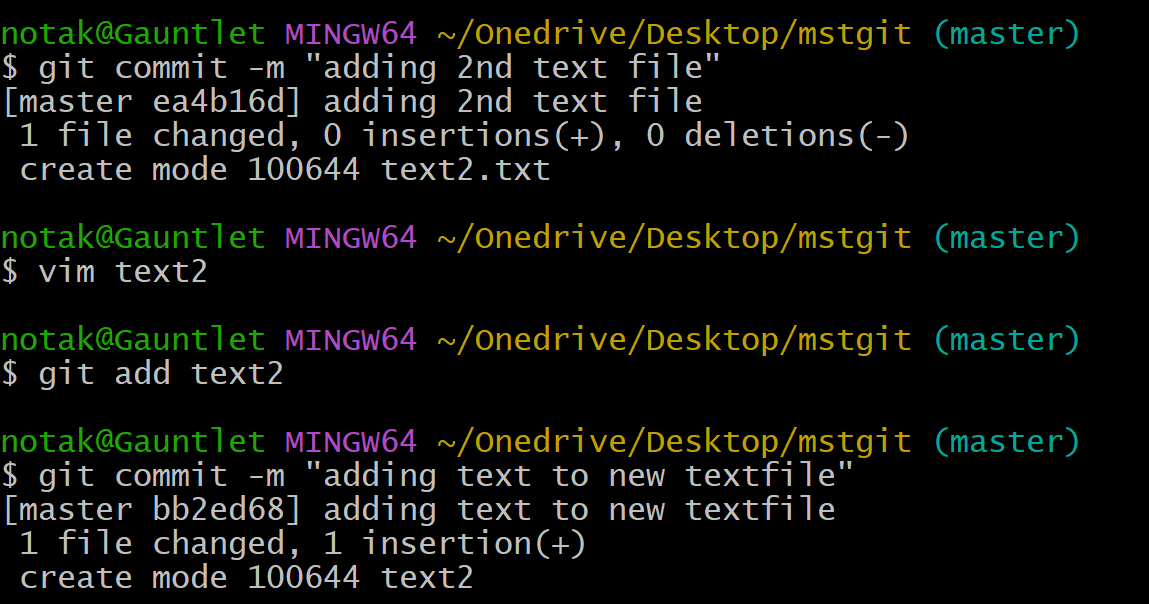 notak@Gauntlet MINGW64 ~/Onedrive/Desktop/mstgit (master)
$ git commit -m "adding 2nd text file"
[master ea4b16d] adding 2nd text file
 1 file changed, 0 insertions(+), 0 deletions(-)
 create mode 100644 text2.txt

notak@Gauntlet MINGW64 ~/Onedrive/Desktop/mstgit (master)
$ vim text2

notak@Gauntlet MINGW64 ~/Onedrive/Desktop/mstgit (master)
$ git add text2

notak@Gauntlet MINGW64 ~/Onedrive/Desktop/mstgit (master)
$ git commit -m "adding text to new textfile"
[master bb2ed68] adding text to new textfile
 1 file changed, 1 insertion(+)
 create mode 100644 text2